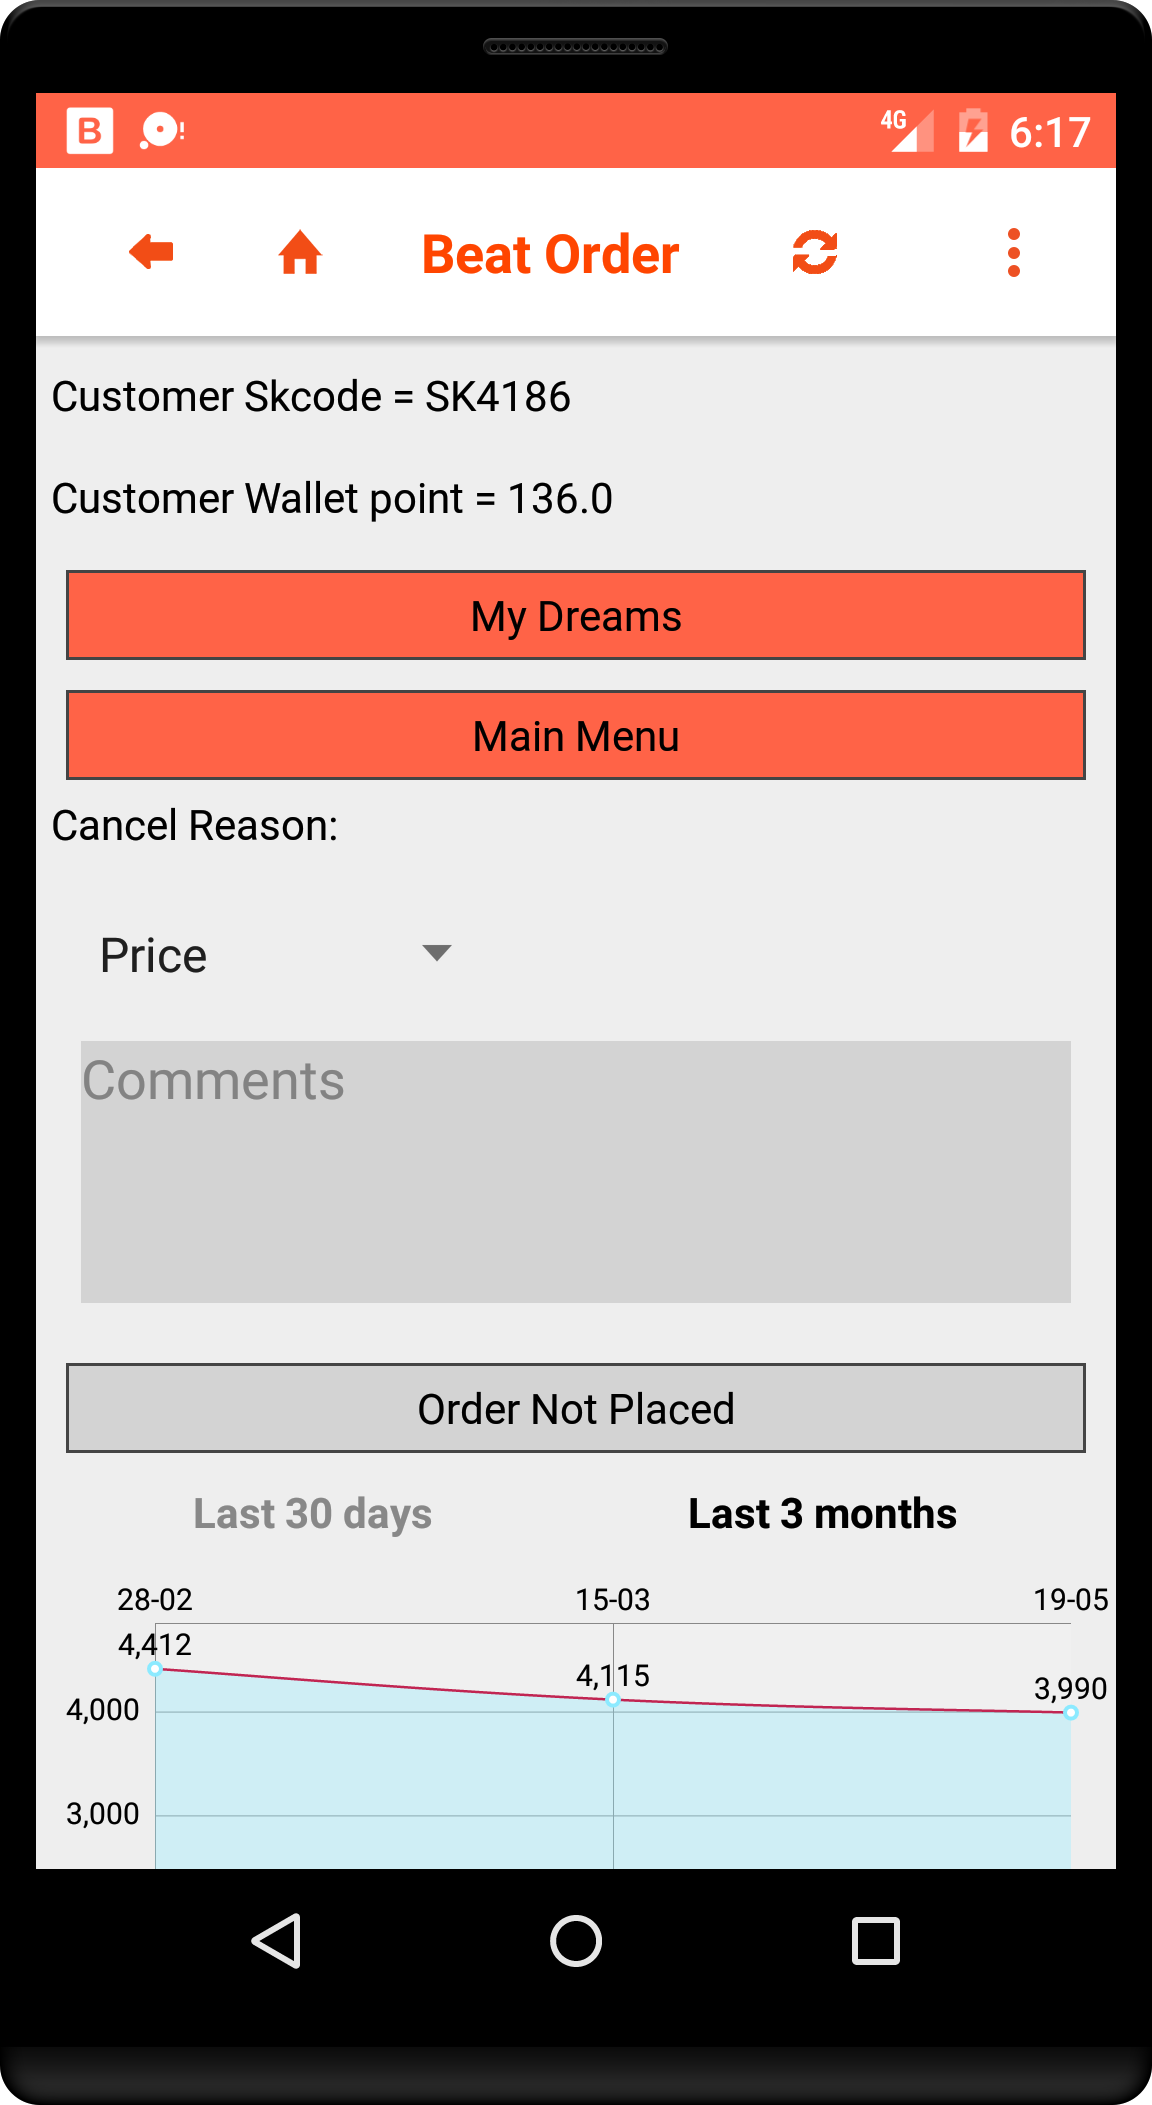 B
4G
6:17
Beat Order
Customer Skcode = SK4186
Customer Wallet point = 136.0
My Dreams
Main Menu
Cancel Reason:
Price
Comments
Order Not Placed
Last 30 days Last 3 months
28-02 15-03 19-05
4,412
4,115
3,990
4,000
3,000